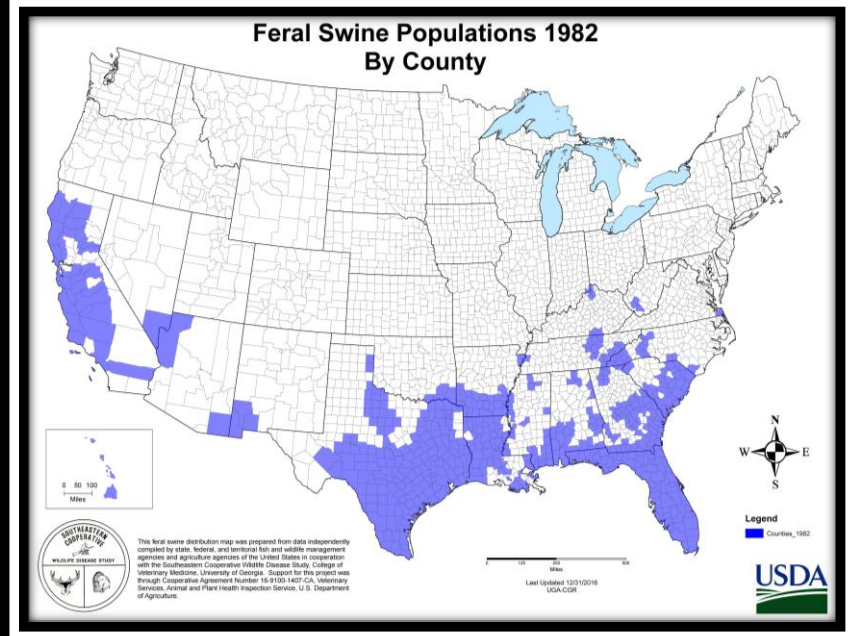 Feral Swine Populations 1982
By County
N
W
E
S
0 50 100
Miles
Legend
Counties_1982
SOUTHEASTERN
COOPERATIVE
WILDLIFE DISEASE STUDY
This feral swine distribution map was prepared from data independently
compiled by state, federal, and territorial fish and wildlife management
agencies and agriculture agencies of the United States in cooperation
with the Southeastern Cooperative Wildlife Disease Study, College of
Veterinary Medicine, University of Georgia. Support for this project was
through Cooperative Agreement Number 16-9100-1407-CA, Veterinary
Services, Animal and Plant Health Inspection Service, U.S. Department
of Agriculture.
Miles
Last Updated 12/31/2016
UGA-CGR
USDA